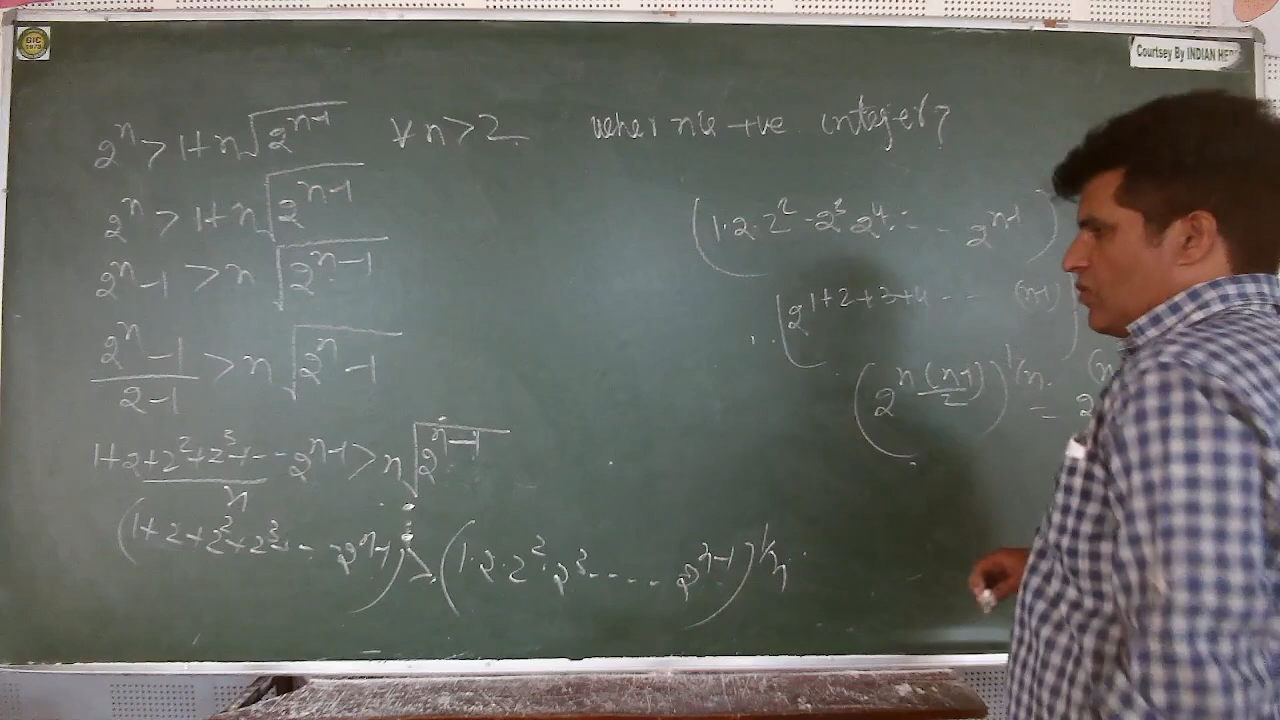 Courtsey By INDIAN HER
GIC
1973
2^n > 1+n√(2^(n-1)) ∀ n>2 when n is +ve integer?
2^n > 1+n√(2^(n-1))
2^n-1 > n√(2^n-1)
(2^n-1)/(2-1) > n√(2^n-1)
(1+2+2^2+2^3+--- 2^(n-1))/n > n√(2^(n-1))
(1+2+2^2+2^3+-- 2^(n-1)) > (1.2.2^2.2^3----- 2^(n-1))^(1/n)
(1.2.2^2.2^3 2^4.-- - 2^(n-1))
(2^(1+2+3+4 --- (n-1))
(2^(n(n-1)/2))^(1/n) = 2